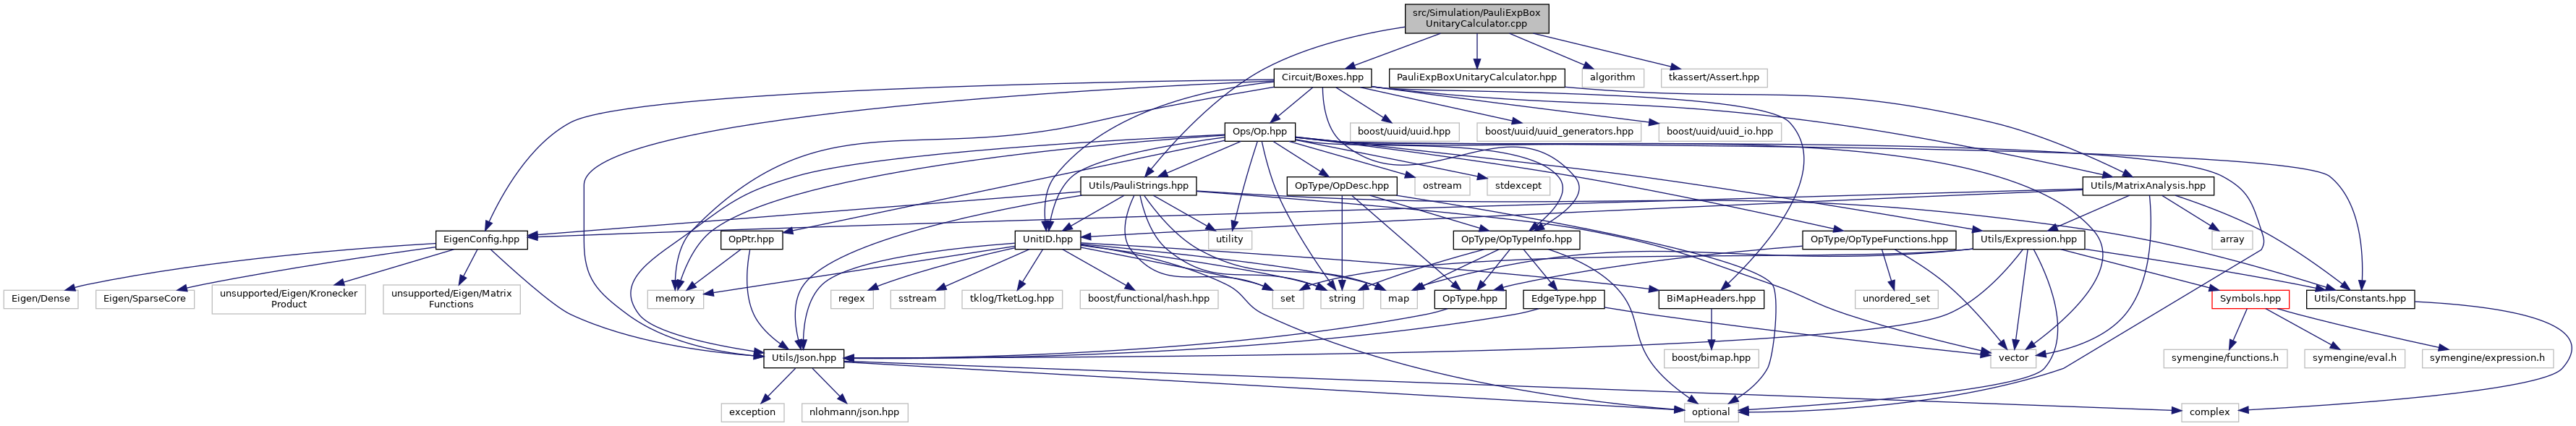 src/Simulation/PauliExpBox
UnitaryCalculator.cpp
Circuit/Boxes.hpp
PauliExpBoxUnitaryCalculator.hpp
algorithm
tkassert/Assert.hpp
Ops/Op.hpp
boost/uuid/uuid.hpp
boost/uuid/uuid_generators.hpp
boost/uuid/uuid_io.hpp
Utils/PauliStrings.hpp
OpType/OpDesc.hpp
ostream
stdexcept
Utils/MatrixAnalysis.hpp
EigenConfig.hpp
OpPtr.hpp
UnitID.hpp
utility
OpType/OpTypeInfo.hpp
OpType/OpTypeFunctions.hpp
Utils/Expression.hpp
array
Eigen/Dense
Eigen/SparseCore
unsupported/Eigen/Kronecker
Product
unsupported/Eigen/Matrix
Functions
memory
regex
sstream
tklog/TketLog.hpp
boost/functional/hash.hpp
set
string
map
OpType.hpp
EdgeType.hpp
BiMapHeaders.hpp
unordered_set
Symbols.hpp
Utils/Constants.hpp
Utils/Json.hpp
boost/bimap.hpp
vector
symengine/functions.h
symengine/eval.h
symengine/expression.h
exception
nlohmann/json.hpp
optional
complex